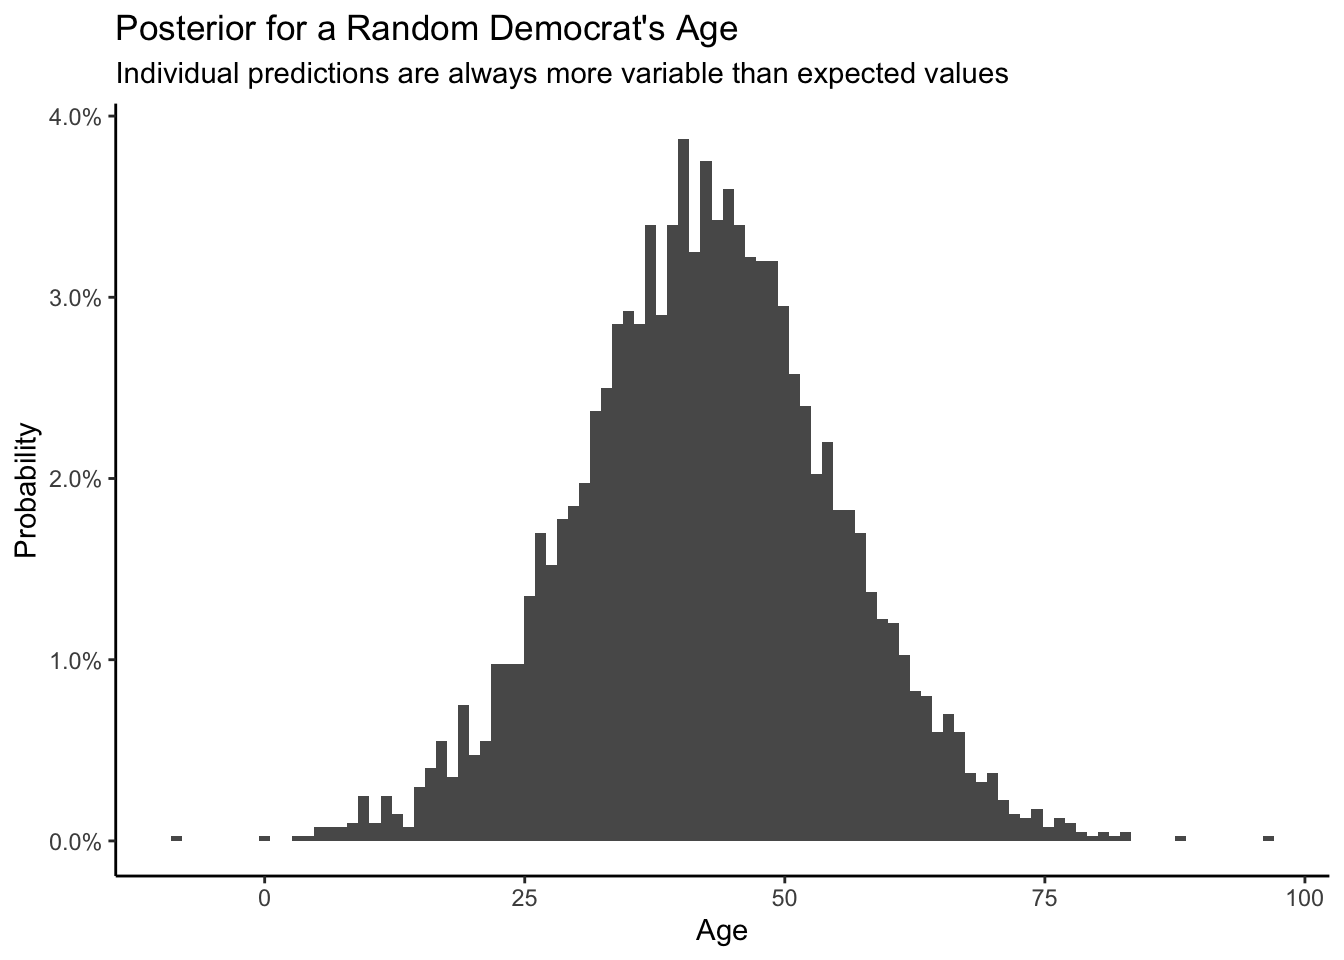 Posterior for a Random Democrat's Age
Individual predictions are always more variable than expected values
4.0%
3.0%
2.0%
1.0%
0.0%
Probability
0 25 50 75 100
Age